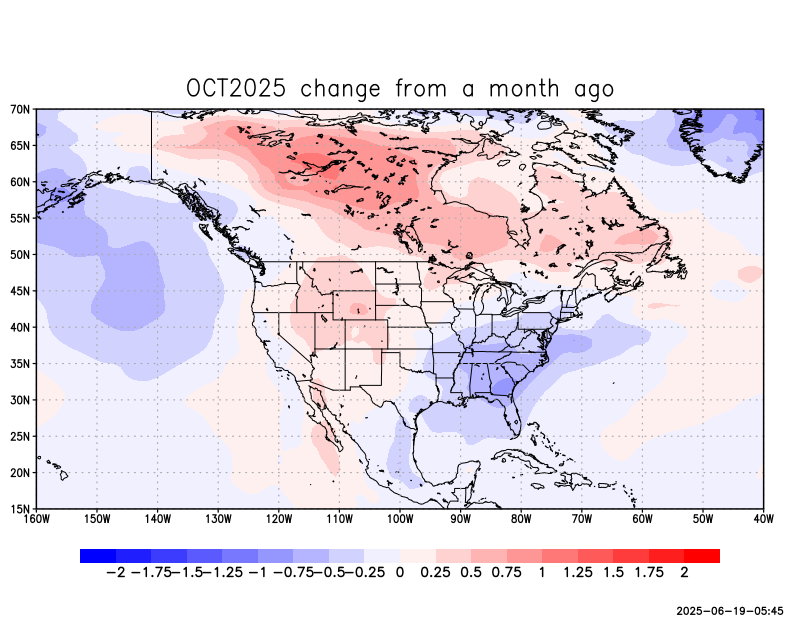 OCT2025 change from a month ago
70N
65N
60N
55N
50N
45N
40N
35N
30N
25N
20N
15N
160W 150W 140W 130W 120W 110W 100W 90W 80W 70W 60W 50W 40W
-2 -1.75 -1.5 -1.25 -1 -0.75 -0.5 -0.25 0 0.25 0.5 0.75 1 1.25 1.5 1.75 2
2025-06-19-05:45